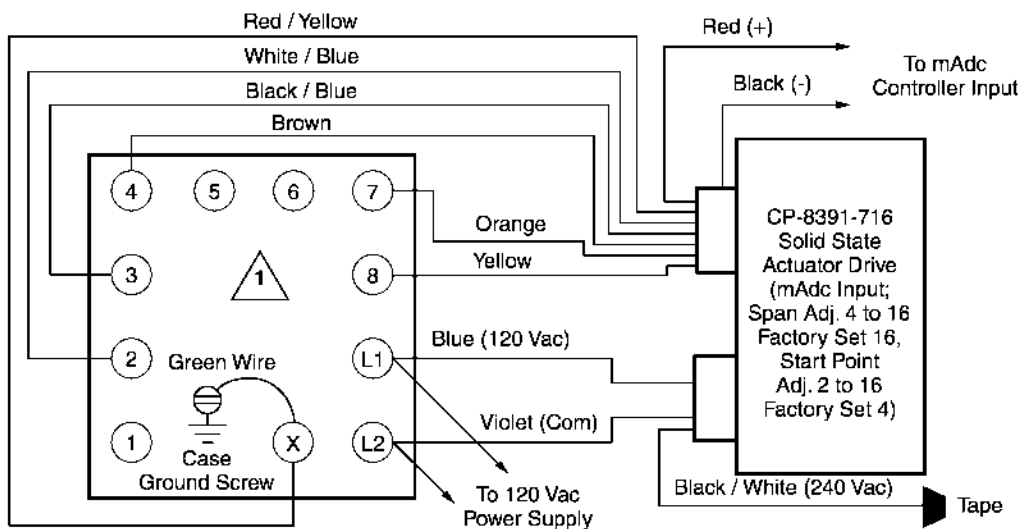 Red / Yellow
White / Blue
Black / Blue
Brown
Red (+)
To mAdc
Controller Input
Black (-)
4
5
6
7
Orange
3
1
8
Yellow
2
Green Wire
L1
Blue (120 Vac)
1
Case
Ground Screw
X
L2
Violet (Com)
To 120 Vac
Power Supply
CP-8391-716
Solid State
Actuator Drive
(mAdc Input;
Span Adj. 4 to 16
Factory Set 16,
Start Point
Adj. 2 to 16
Factory Set 4)
Black / White (240 Vac)
Tape